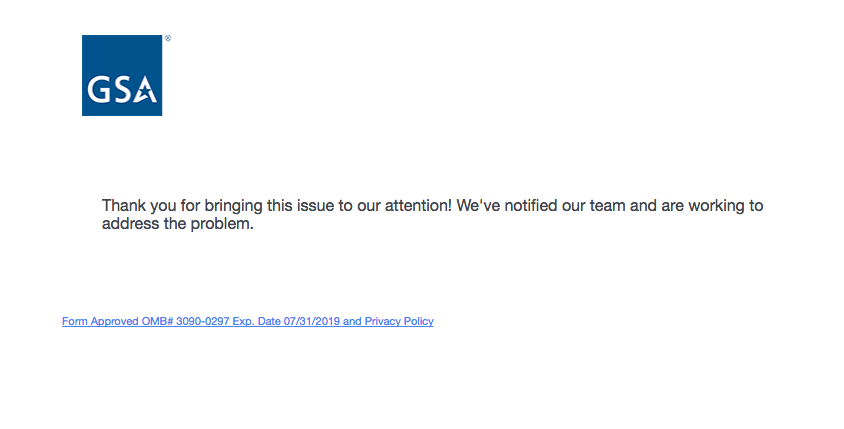 ®
GSA
Thank you for bringing this issue to our attention! We've notified our team and are working to
address the problem.
Form Approved OMB# 3090-0297 Exp. Date 07/31/2019 and Privacy Policy